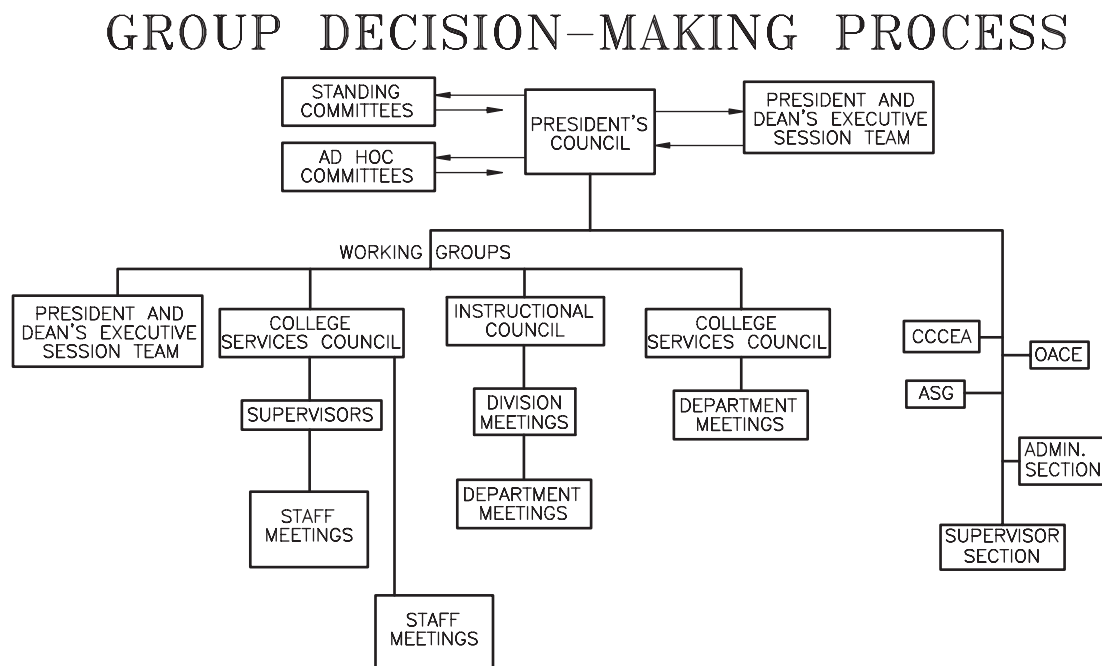 GROUP DECISION-MAKING PROCESS
STANDING
COMMITTEES
AD HOC
COMMITTEES
PRESIDENT'S
COUNCIL
PRESIDENT AND
DEAN'S EXECUTIVE
SESSION TEAM
WORKING GROUPS
PRESIDENT AND
DEAN'S EXECUTIVE
SESSION TEAM
COLLEGE
SERVICES COUNCIL
INSTRUCTIONAL
COUNCIL
COLLEGE
SERVICES COUNCIL
SUPERVISORS
DIVISION
MEETINGS
DEPARTMENT
MEETINGS
STAFF
MEETINGS
DEPARTMENT
MEETINGS
STAFF
MEETINGS
CCCEA
OACE
ASG
ADMIN.
SECTION
SUPERVISOR
SECTION